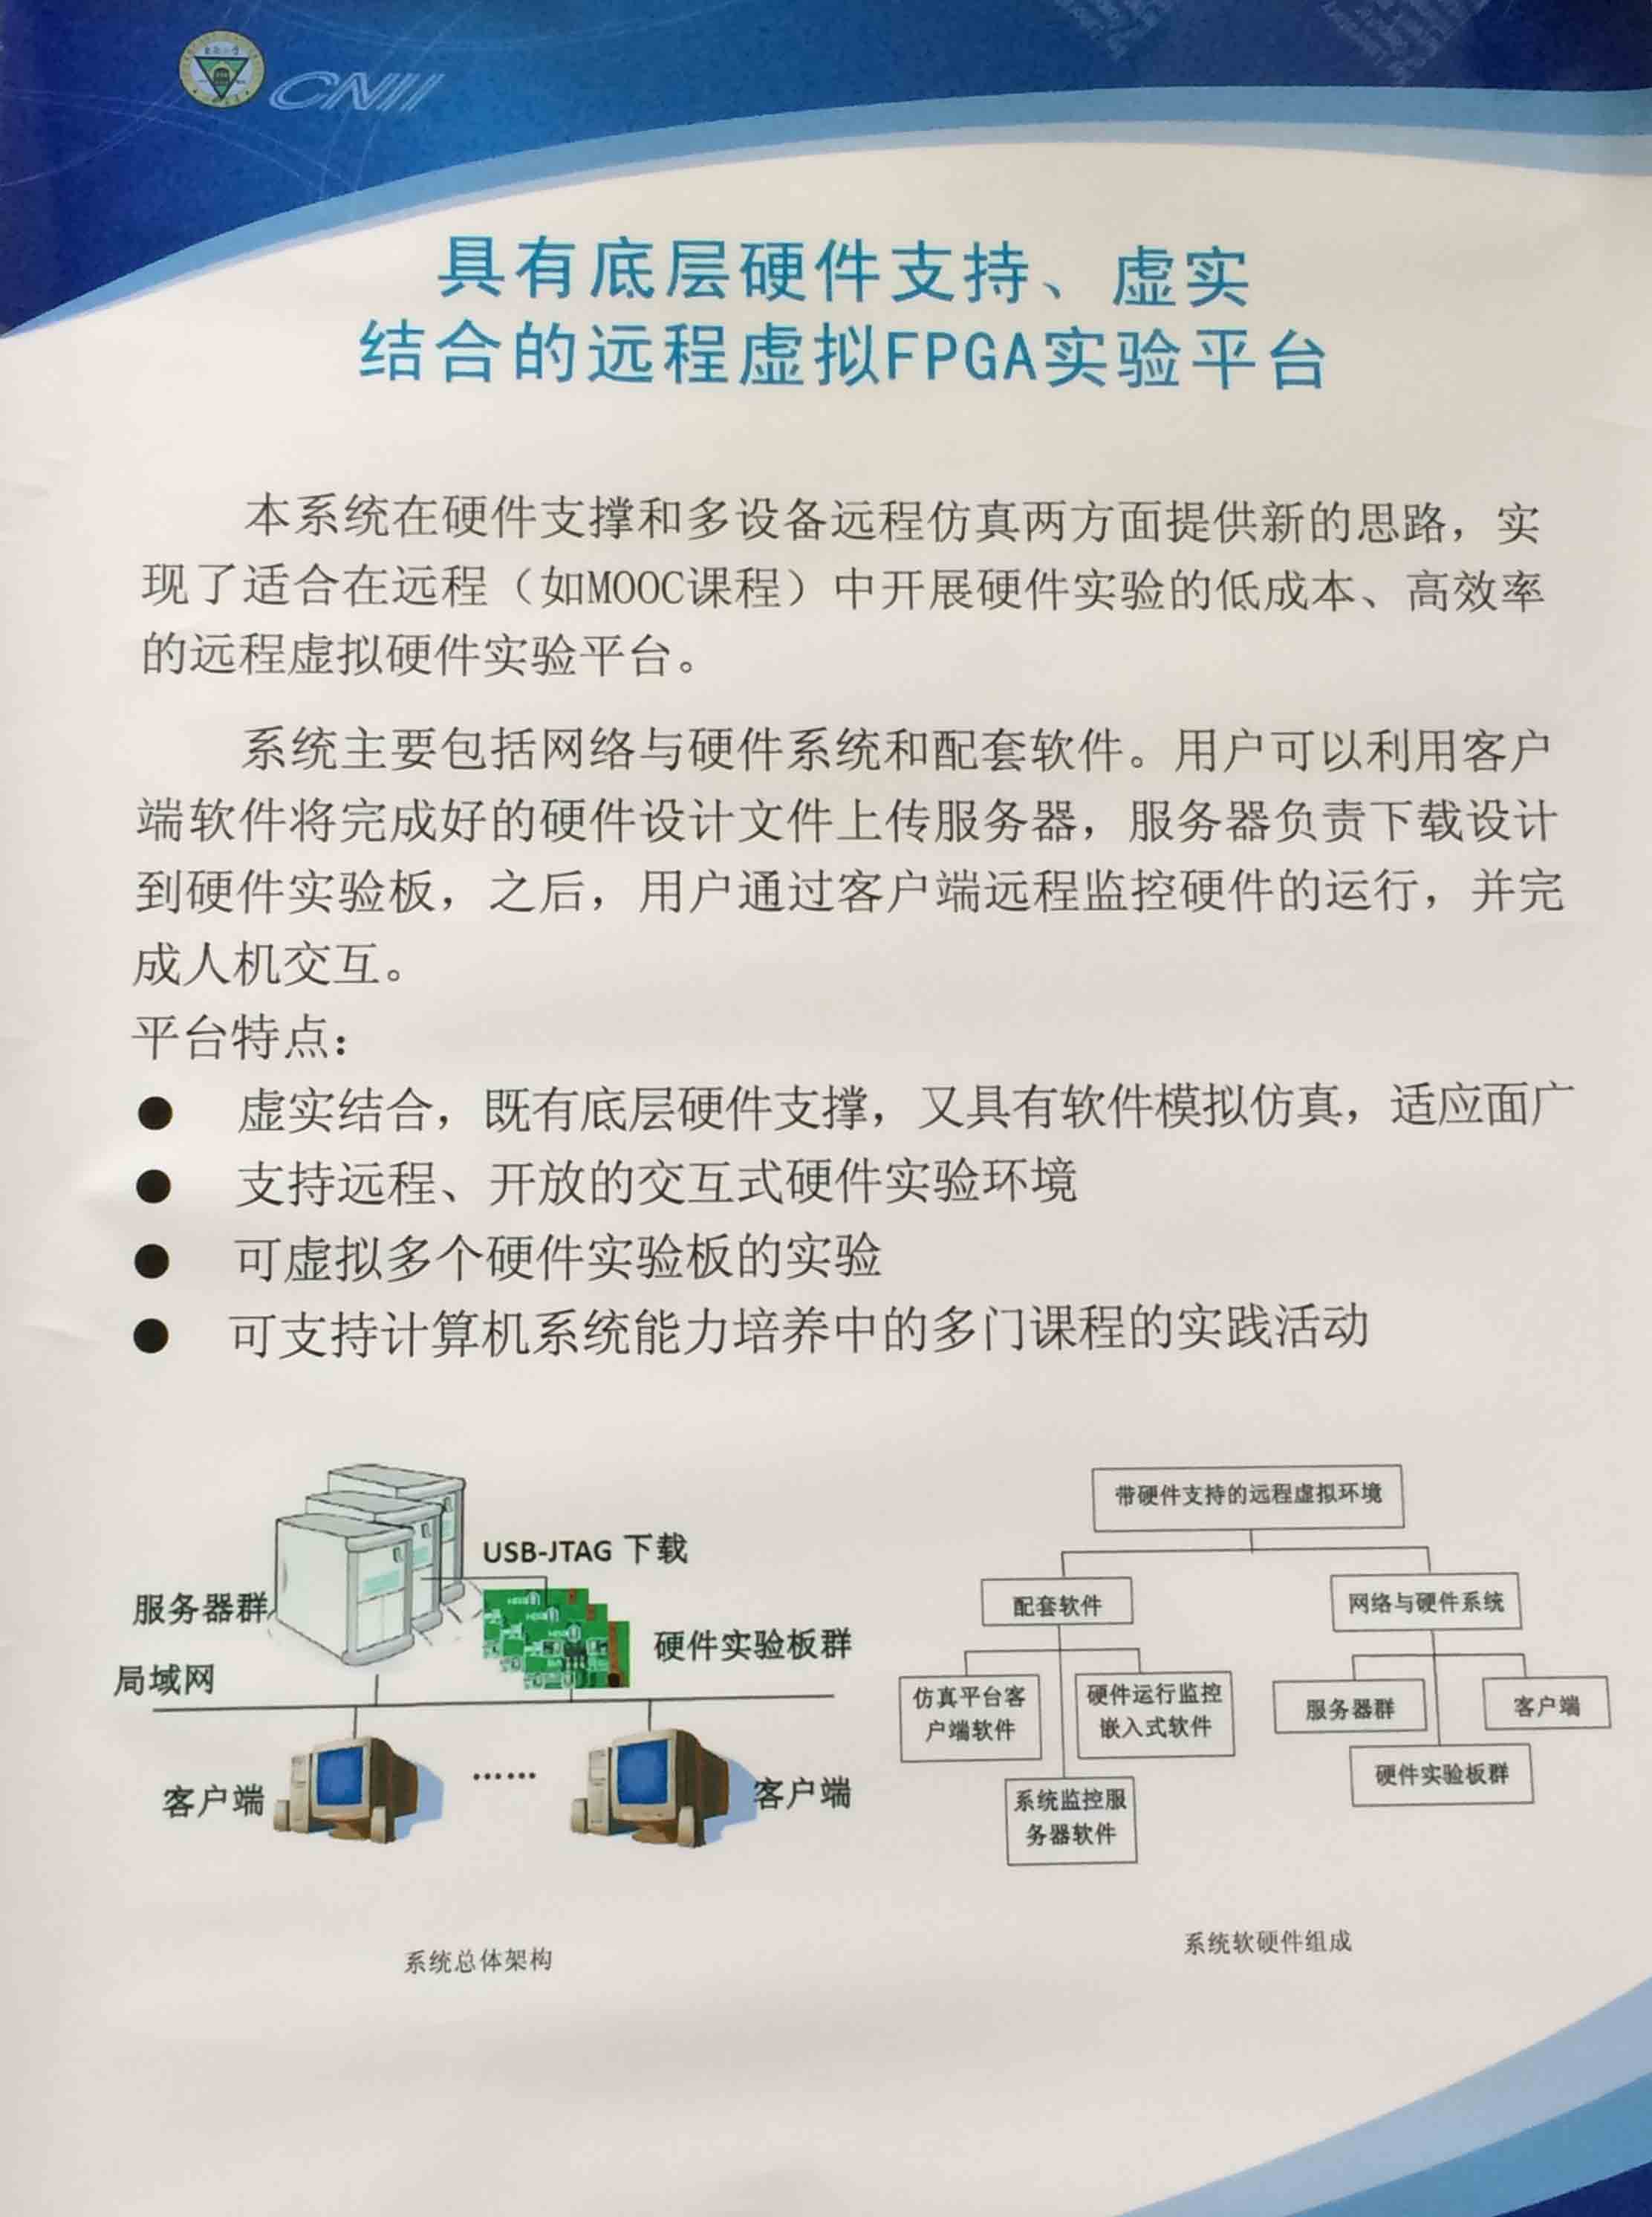 CNII
具有底层硬件支持、虚实
结合的远程虚拟FPGA实验平台
本系统在硬件支撑和多设备远程仿真两方面提供新的思路，实
现了适合在远程（如MOOC课程）中开展硬件实验的低成本、高效率
的远程虚拟硬件实验平台。
系统主要包括网络与硬件系统和配套软件。用户可以利用客户
端软件将完成好的硬件设计文件上传服务器，服务器负责下载设计
到硬件实验板，之后，用户通过客户端远程监控硬件的运行，并完
成人机交互。
平台特点：
● 虚实结合，既有底层硬件支撑，又具有软件模拟仿真，适应面广
● 支持远程、开放的交互式硬件实验环境
● 可虚拟多个硬件实验板的实验
● 可支持计算机系统能力培养中的多门课程的实践活动
USB-JTAG 下载
服务器群
硬件实验板群
局域网
客户端
......
客户端
系统总体架构
带硬件支持的远程虚拟环境
配套软件
网络与硬件系统
仿真平台客
户端软件
硬件运行监控
嵌入式软件
系统监控服
务器软件
服务器群
客户端
硬件实验板群
系统软硬件组成